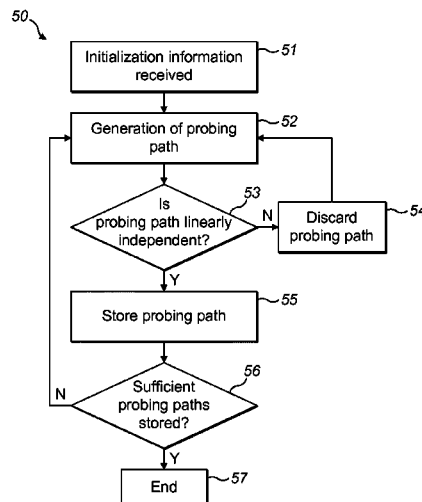 50
Initialization information
received
51
Generation of probing
path
52
Is
probing path linearly
independent?
53
N
Discard
probing path
54
Y
Store probing path
55
Sufficient
probing paths
stored?
56
N
Y
End
57